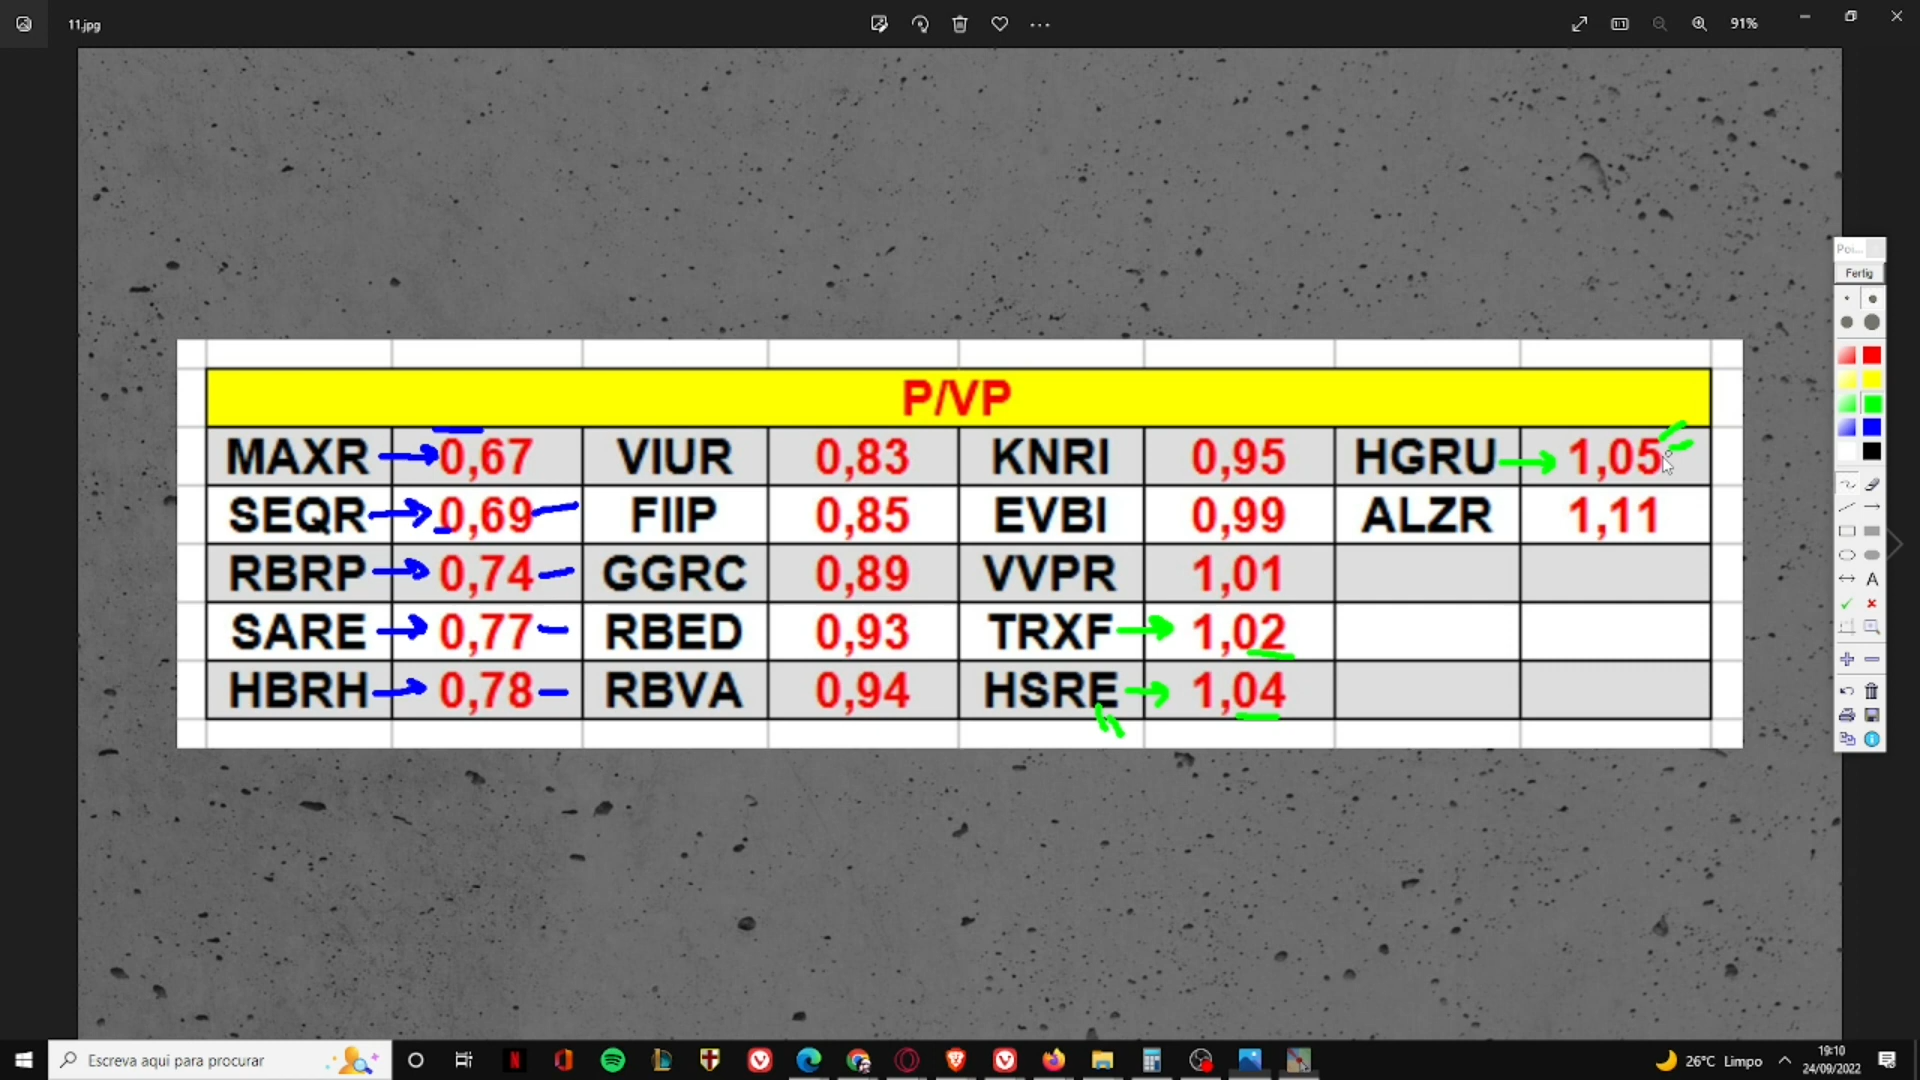 11.jpg
91%
Poi...
Fertig
P/VP
MAXR 0,67 VIUR 0,83 KNRI 0,95 HGRU 1,05
SEQR 0,69 FIIP 0,85 EVBI 0,99 ALZR 1,11
RBRP 0,74 GGRC 0,89 VVPR 1,01
SARE 0,77 RBED 0,93 TRXF 1,02
HBRH 0,78 RBVA 0,94 HSRE 1,04
A
Escreva aqui para procurar
26°C Limpo
19:10
24/09/2022